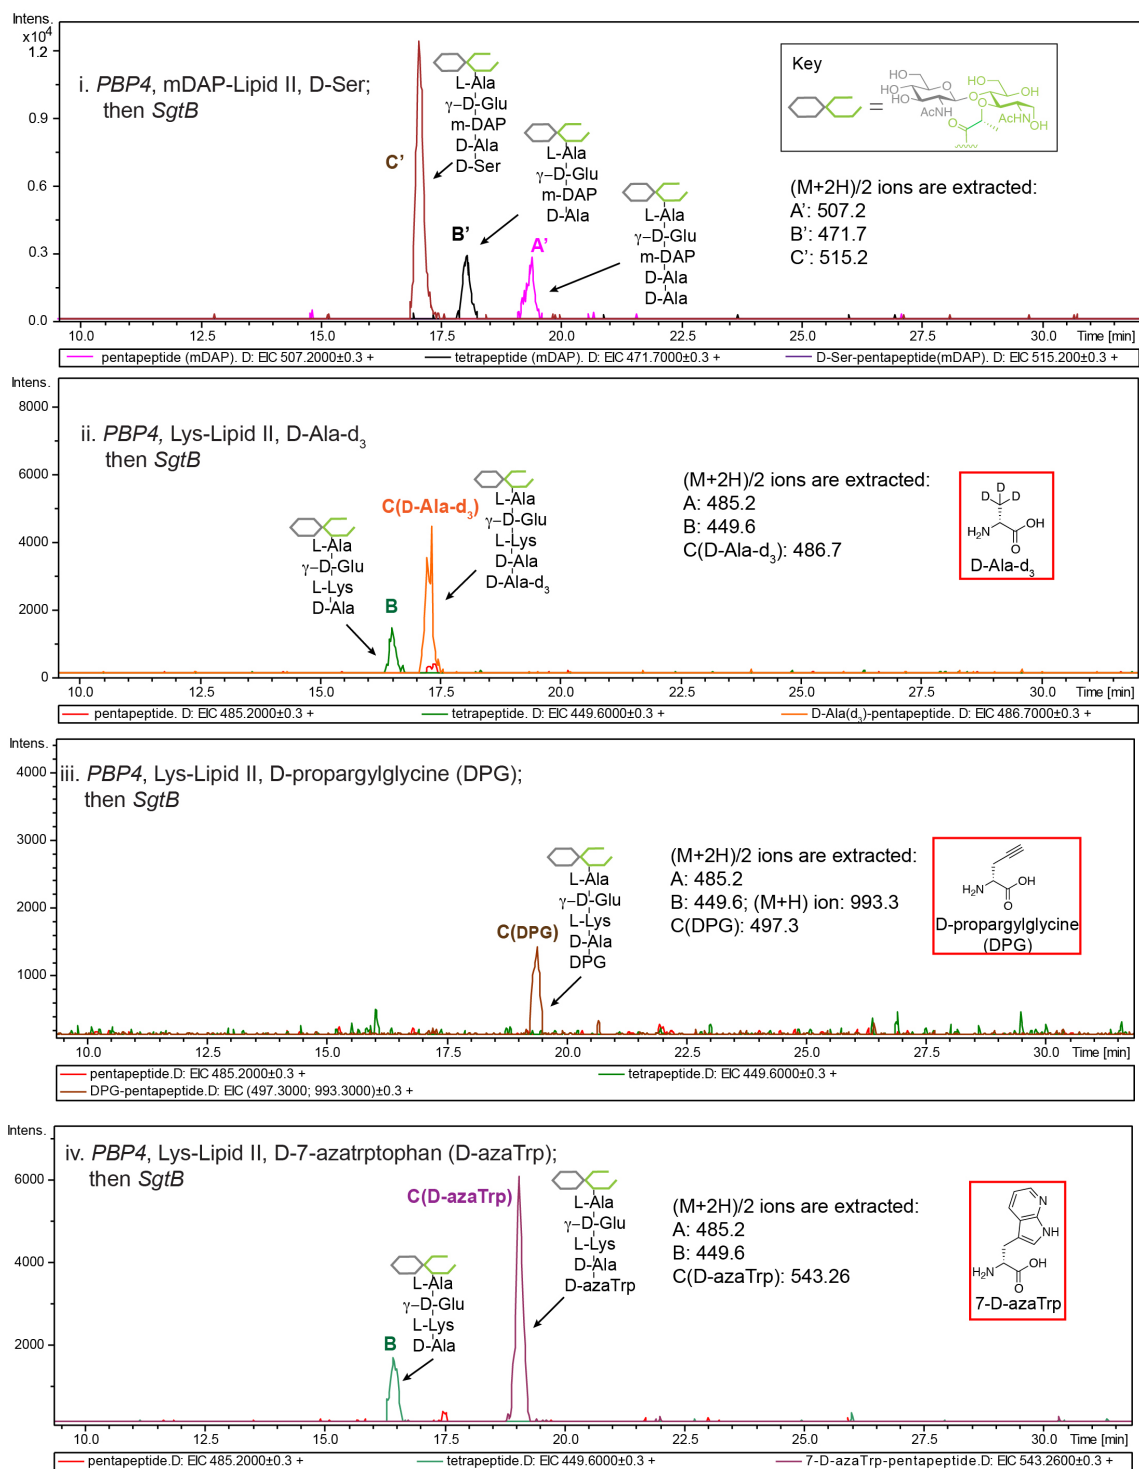 Intens.
x10⁴
1.2
0.9
0.6
0.3
0.0
i. PBP4, mDAP-Lipid II, D-Ser;
then SgtB
C’
L-Ala
γ–D-Glu
m-DAP
D-Ala
D-Ser
B’
L-Ala
γ–D-Glu
m-DAP
D-Ala
A’
L-Ala
γ–D-Glu
m-DAP
D-Ala
D-Ala
Key
=
HO
HO
HO
AcNH
O
HO
O
O
OH
O
AcHN
OH
O
(M+2H)/2 ions are extracted:
A’: 507.2
B’: 471.7
C’: 515.2
10.0 12.5 15.0 17.5 20.0 22.5 25.0 27.5 30.0 Time [min]
pentapeptide (mDAP). D: EIC 507.2000±0.3 + tetrapeptide (mDAP). D: EIC 471.7000±0.3 + D-Ser-pentapeptide(mDAP). D: EIC 515.200±0.3 +
Intens.
8000
6000
4000
2000
0
ii. PBP4, Lys-Lipid II, D-Ala-d₃
then SgtB
B
L-Ala
γ–D-Glu
L-Lys
D-Ala
C(D-Ala-d₃)
L-Ala
γ–D-Glu
L-Lys
D-Ala
D-Ala-d₃
(M+2H)/2 ions are extracted:
A: 485.2
B: 449.6
C(D-Ala-d₃): 486.7
D
D D
H₂N
OH
O
D-Ala-d₃
10.0 12.5 15.0 17.5 20.0 22.5 25.0 27.5 30.0 Time [min]
pentapeptide. D: EIC 485.2000±0.3 + tetrapeptide. D: EIC 449.6000±0.3 + D-Ala(d₃)-pentapeptide. D: EIC 486.7000±0.3 +
Intens.
4000
3000
2000
1000
iii. PBP4, Lys-Lipid II, D-propargylglycine (DPG);
then SgtB
C(DPG)
L-Ala
γ–D-Glu
L-Lys
D-Ala
DPG
(M+2H)/2 ions are extracted:
A: 485.2
B: 449.6; (M+H) ion: 993.3
C(DPG): 497.3
H₂N
OH
O
D-propargylglycine
(DPG)
10.0 12.5 15.0 17.5 20.0 22.5 25.0 27.5 30.0 Time [min]
pentapeptide.D: EIC 485.2000±0.3 + tetrapeptide.D: EIC 449.6000±0.3 +
DPG-pentapeptide.D: EIC (497.3000; 993.3000)±0.3 +
Intens.
6000
4000
2000
iv. PBP4, Lys-Lipid II, D-7-azatrptophan (D-azaTrp);
then SgtB
B
L-Ala
γ–D-Glu
L-Lys
D-Ala
C(D-azaTrp)
L-Ala
γ–D-Glu
L-Lys
D-Ala
D-azaTrp
(M+2H)/2 ions are extracted:
A: 485.2
B: 449.6
C(D-azaTrp): 543.26
N
NH
H₂N
OH
O
7-D-azaTrp
10.0 12.5 15.0 17.5 20.0 22.5 25.0 27.5 30.0 Time [min]
pentapeptide.D: EIC 485.2000±0.3 + tetrapeptide.D: EIC 449.6000±0.3 + 7-D-azaTrp-pentapeptide.D: EIC 543.2600±0.3 +